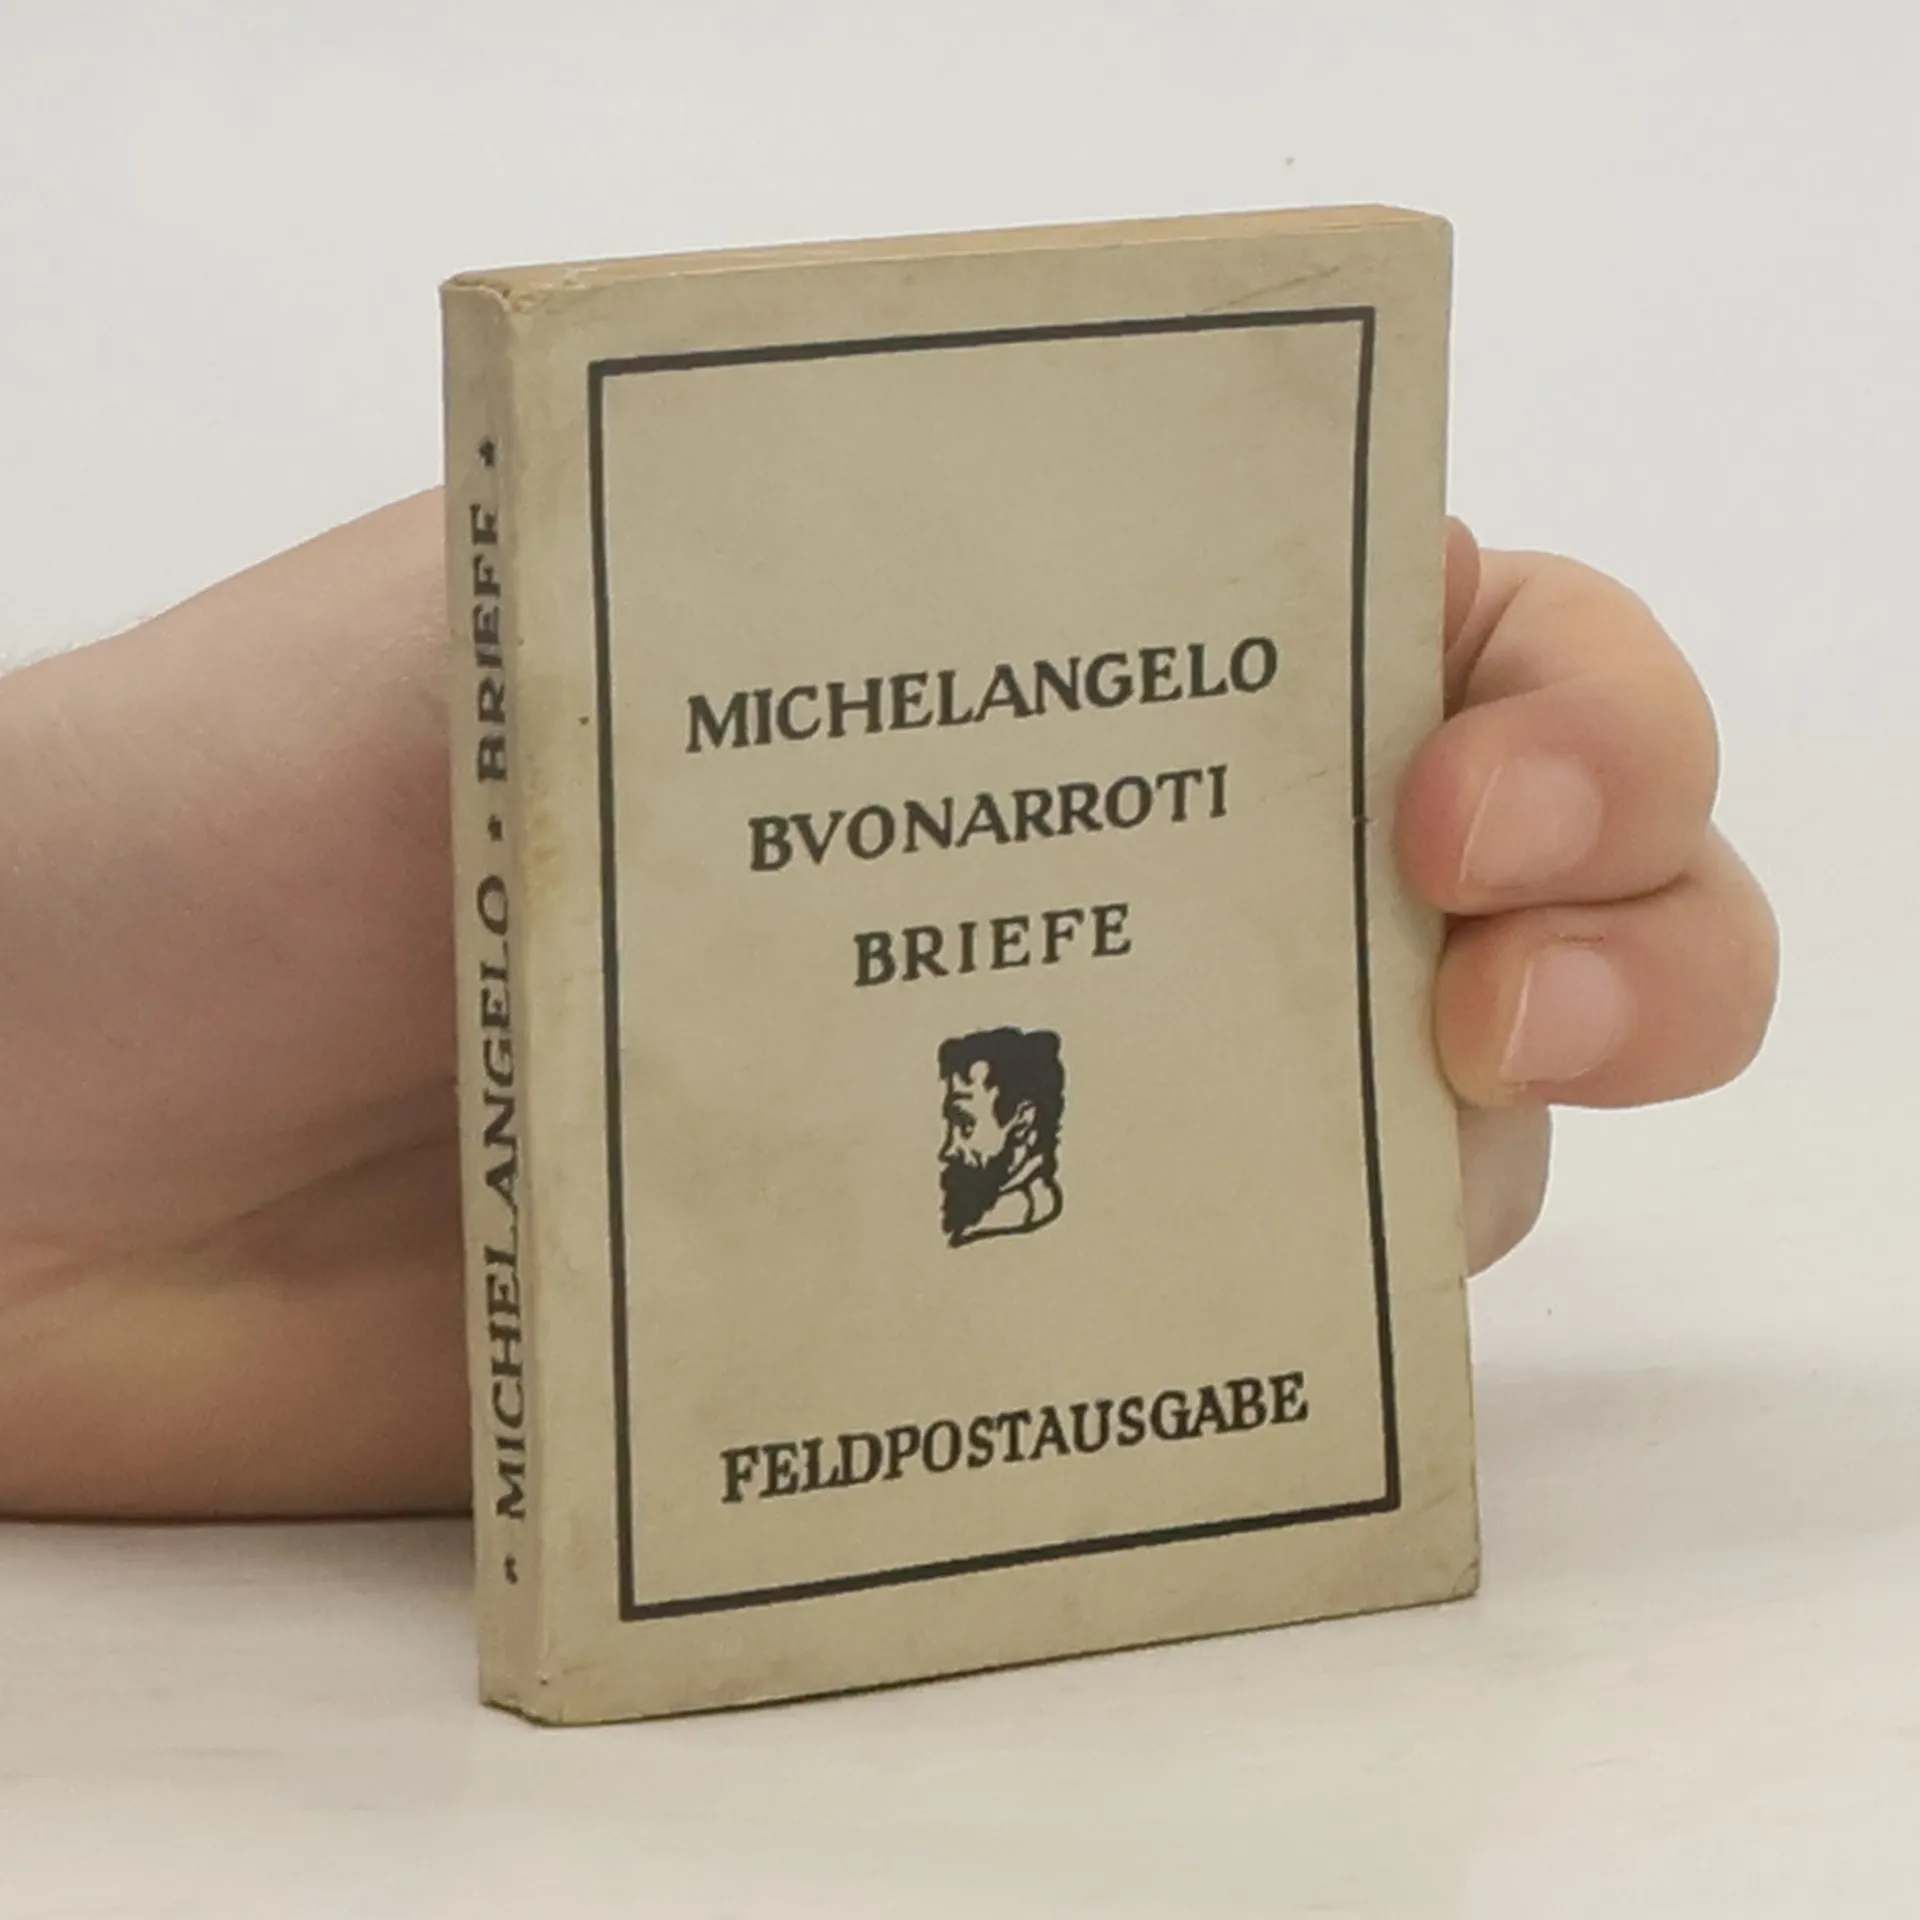 MICHELANGELO
BVONARROTI
BRIEFE
FELDPOSTAUSGABE
* MICHELANGELO * BRIEFE *